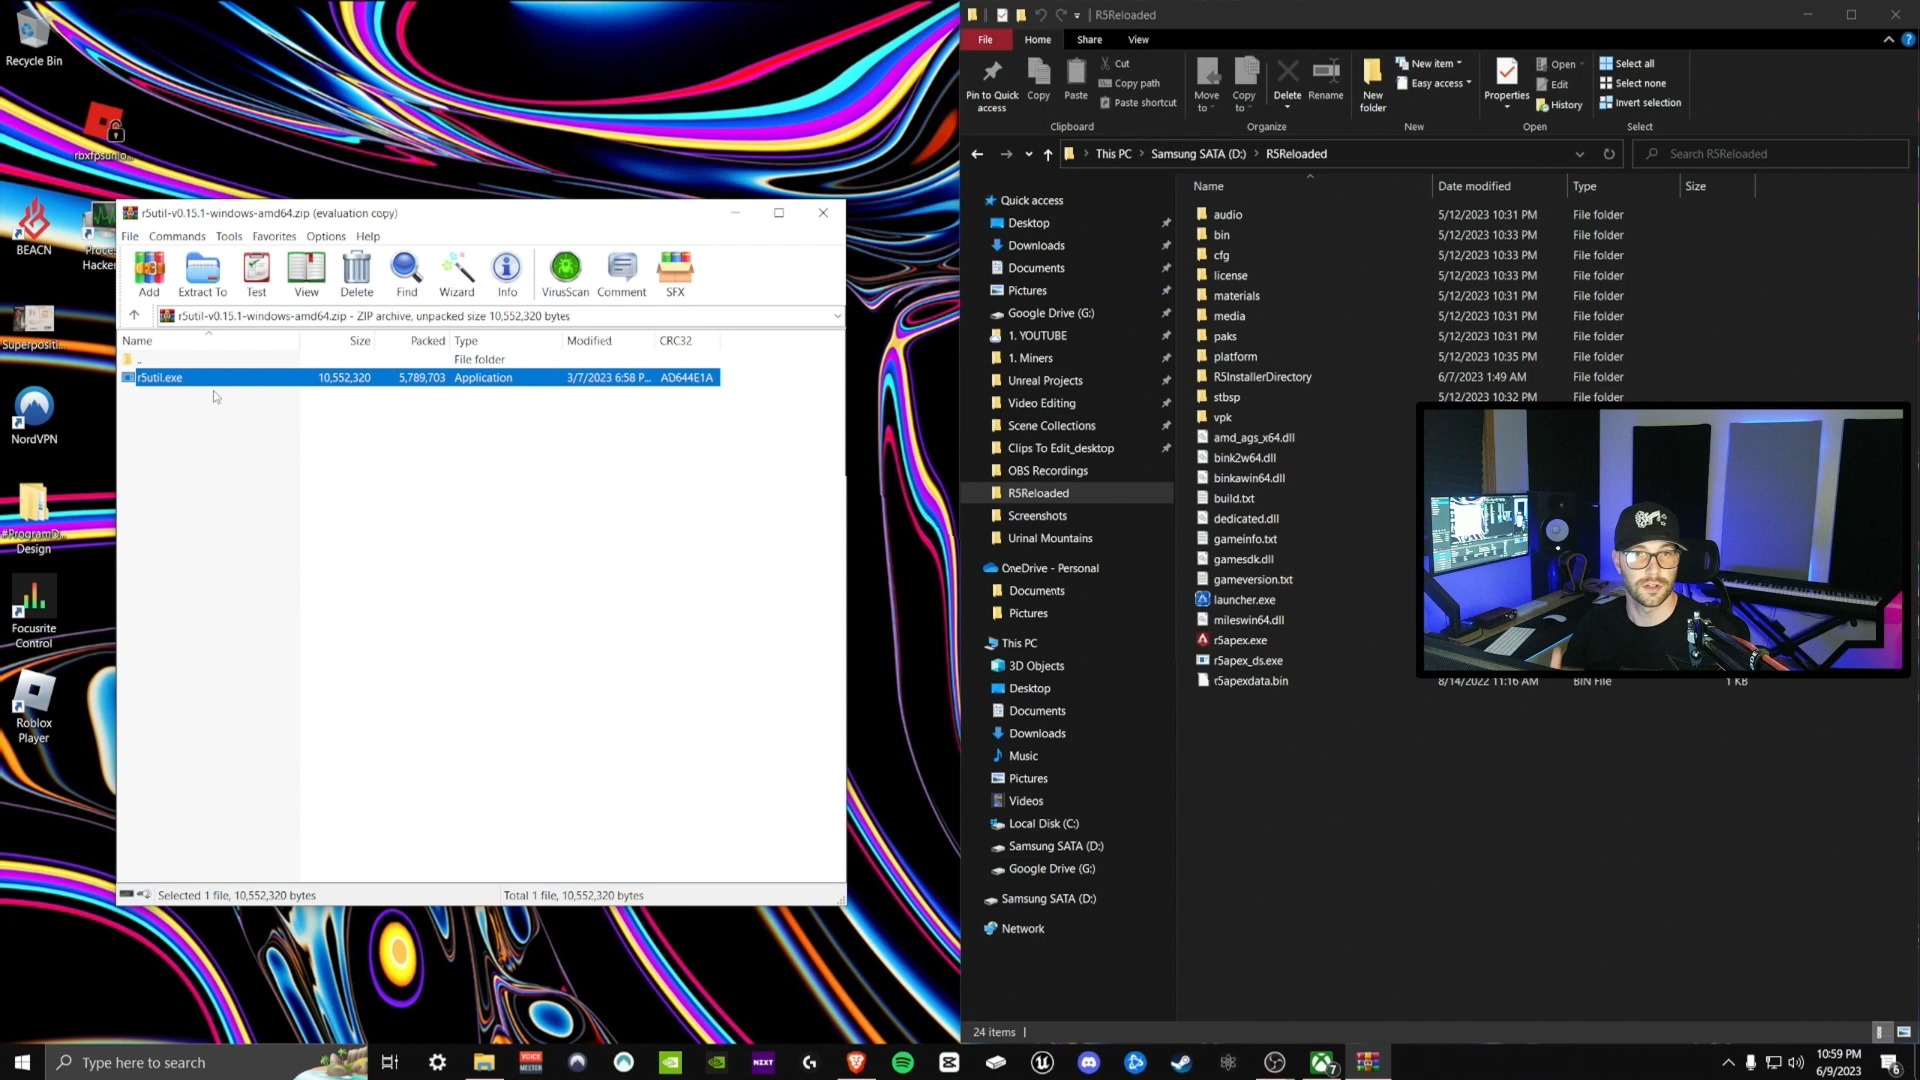 Recycle Bin
rbxfpsunlo...
BEACN
Proce...
Hacker
Superpositi...
NordVPN
#ProgramD...
Design
Focusrite
Control
Roblox
Player
r5util-v0.15.1-windows-amd64.zip (evaluation copy)
File Commands Tools Favorites Options Help
Add Extract To Test View Delete Find Wizard Info VirusScan Comment SFX
r5util-v0.15.1-windows-amd64.zip - ZIP archive, unpacked size 10,552,320 bytes
Name Size Packed Type Modified CRC32
.. File folder
r5util.exe 10,552,320 5,789,703 Application 3/7/2023 6:58 P... AD644E1A
Selected 1 file, 10,552,320 bytes Total 1 file, 10,552,320 bytes
R5Reloaded
File Home Share View
Pin to Quick access
Copy
Paste
Cut
Copy path
Paste shortcut
Clipboard
Move to
Copy to
Delete
Rename
Organize
New folder
New item
Easy access
New
Properties
Open
Edit
History
Open
Select all
Select none
Invert selection
Select
This PC > Samsung SATA (D:) > R5Reloaded
Search R5Reloaded
Quick access
Desktop
Downloads
Documents
Pictures
Google Drive (G:)
1. YOUTUBE
1. Miners
Unreal Projects
Video Editing
Scene Collections
Clips To Edit_desktop
OBS Recordings
R5Reloaded
Screenshots
Urinal Mountains
OneDrive - Personal
Documents
Pictures
This PC
3D Objects
Desktop
Documents
Downloads
Music
Pictures
Videos
Local Disk (C:)
Samsung SATA (D:)
Google Drive (G:)
Samsung SATA (D:)
Network
Name Date modified Type Size
audio 5/12/2023 10:31 PM File folder
bin 5/12/2023 10:33 PM File folder
cfg 5/12/2023 10:33 PM File folder
license 5/12/2023 10:33 PM File folder
materials 5/12/2023 10:31 PM File folder
media 5/12/2023 10:31 PM File folder
paks 5/12/2023 10:31 PM File folder
platform 5/12/2023 10:35 PM File folder
R5InstallerDirectory 6/7/2023 1:49 AM File folder
stbsp 5/12/2023 10:32 PM File folder
vpk
amd_ags_x64.dll
bink2w64.dll
binkawin64.dll
build.txt
dedicated.dll
gameinfo.txt
gamesdk.dll
gameversion.txt
launcher.exe
mileswin64.dll
r5apex.exe
r5apex_ds.exe
r5apexdata.bin 8/14/2022 11:16 AM BIN File 1 KB
24 items
Type here to search
VOICE
MEETER
NZXT
7
10:59 PM
6/9/2023
6